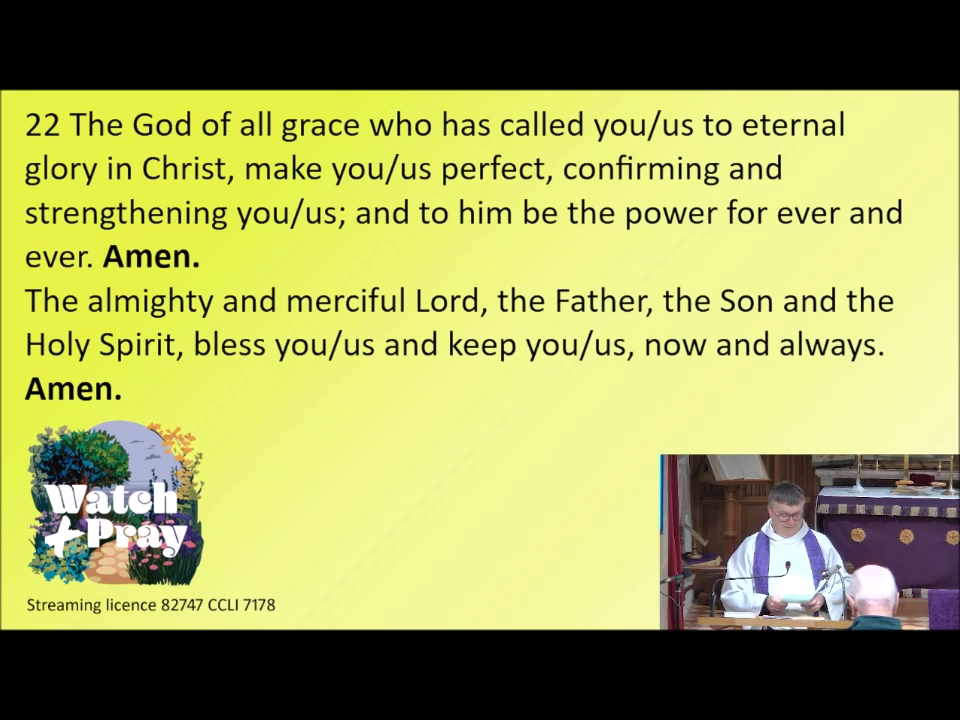 22 The God of all grace who has called you/us to eternal
glory in Christ, make you/us perfect, confirming and
strengthening you/us; and to him be the power for ever and
ever. Amen.
The almighty and merciful Lord, the Father, the Son and the
Holy Spirit, bless you/us and keep you/us, now and always.
Amen.
Watch
+Pray
Streaming licence 82747 CCLI 7178